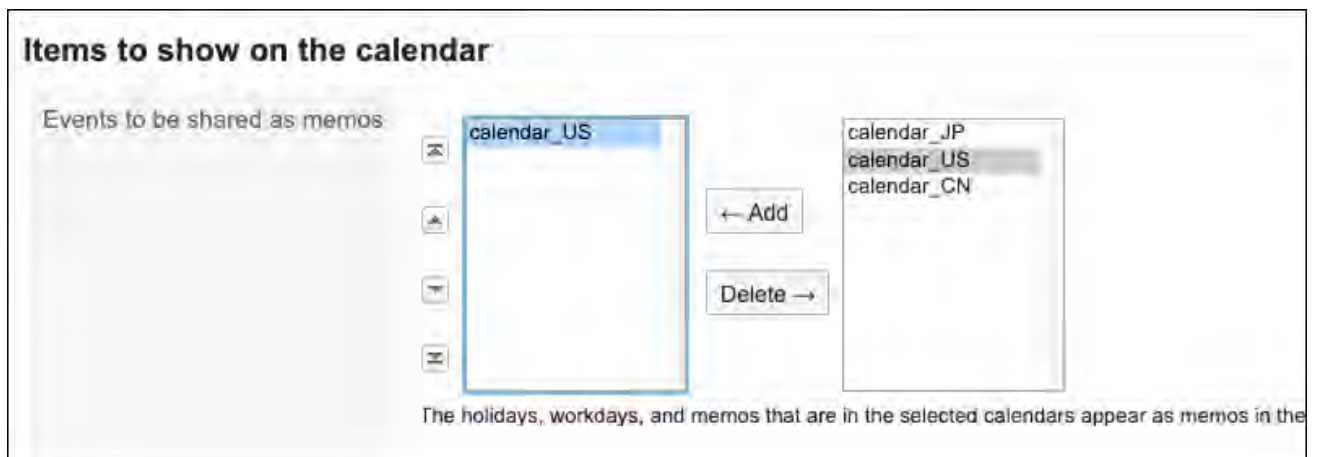 Items to show on the calendar
Events to be shared as memos
calendar_US
← Add
Delete →
calendar_JP
calendar_US
calendar_CN
The holidays, workdays, and memos that are in the selected calendars appear as memos in the